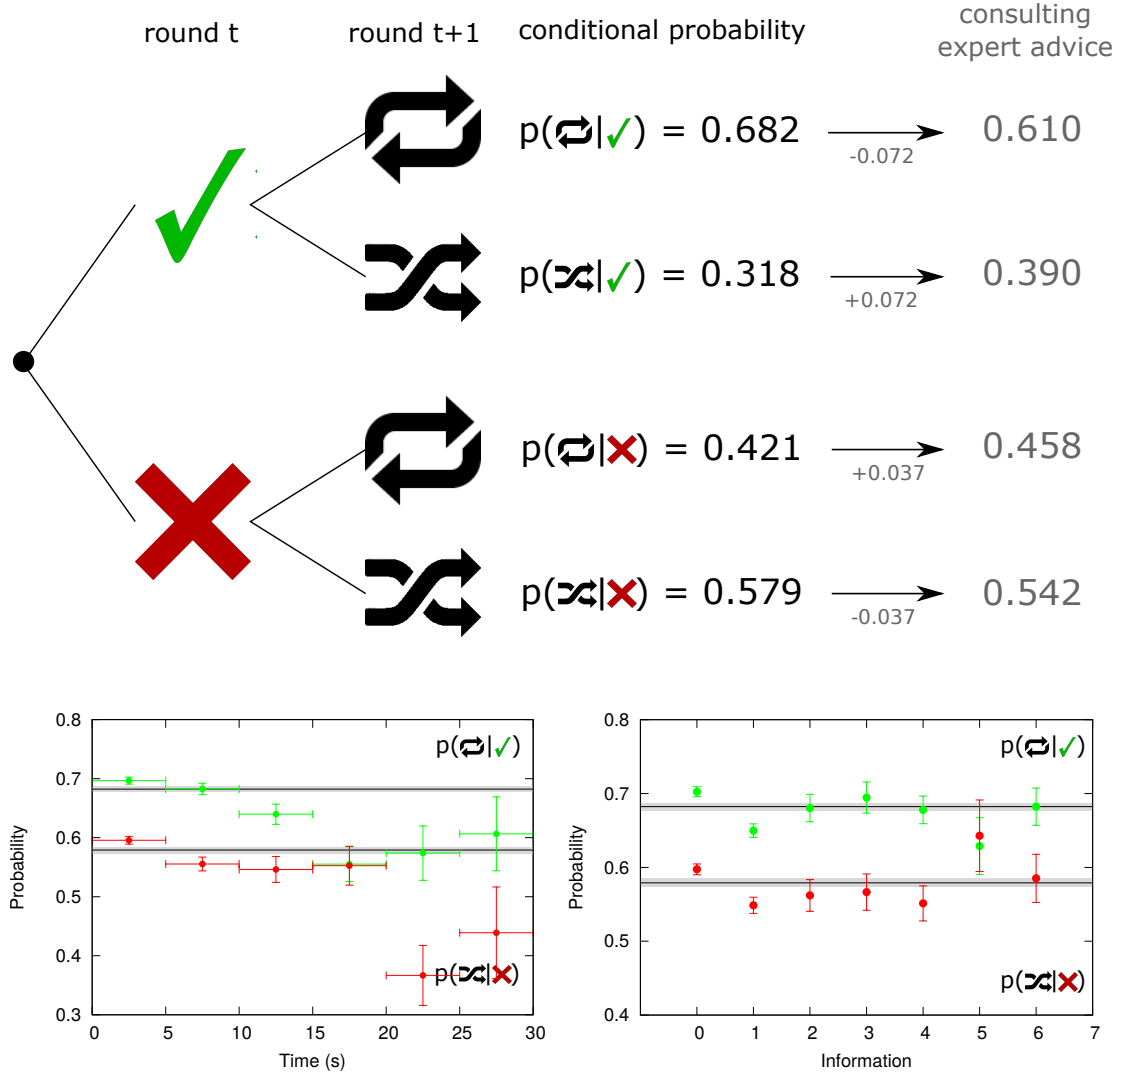 round t
round t+1
conditional probability
consulting
expert advice
p(|✓) = 0.682
-0.072
0.610
p(|✓) = 0.318
+0.072
0.390
p(|✗) = 0.421
+0.037
0.458
p(|✗) = 0.579
-0.037
0.542
0.8
0.7
0.6
0.5
0.4
0.3
Probability
p(|✓)
p(|✗)
0 5 10 15 20 25 30
Time (s)
0.8
0.7
0.6
0.5
0.4
Probability
p(|✓)
p(|✗)
0 1 2 3 4 5 6 7
Information